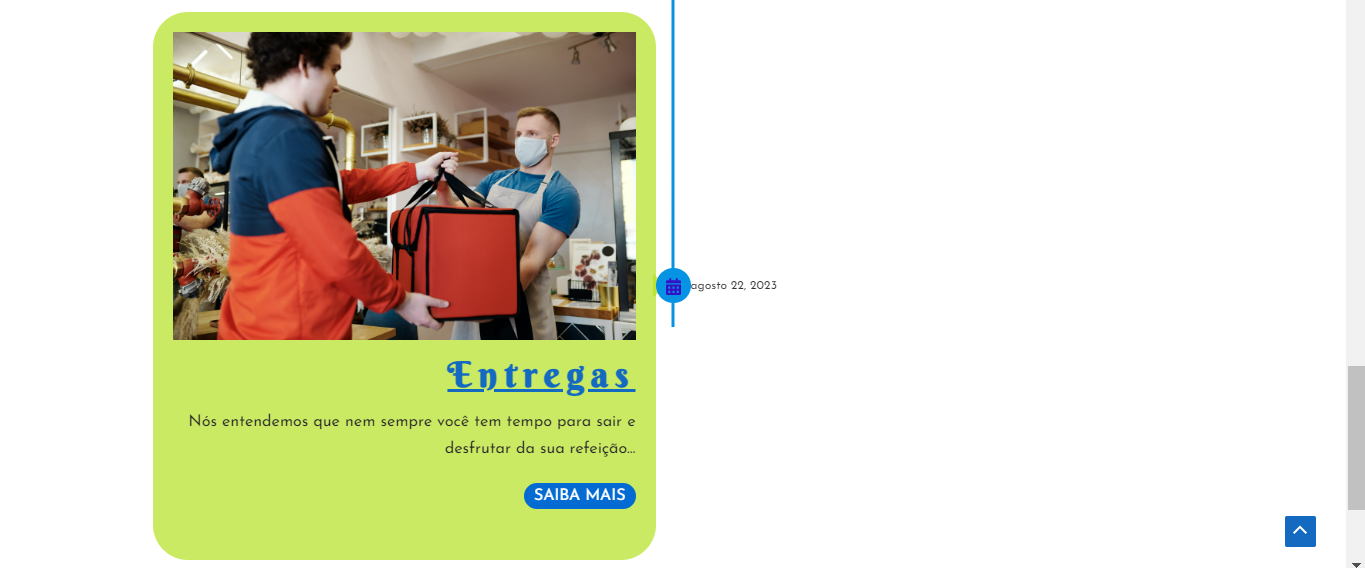 agosto 22, 2023
Entregas
Nós entendemos que nem sempre você tem tempo para sair e
desfrutar da sua refeição...
SAIBA MAIS